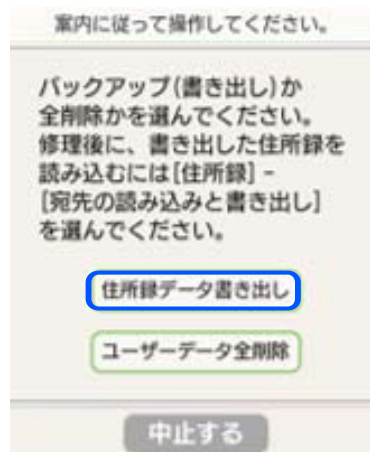 案内に従って操作してください。
バックアップ(書き出し)か
全削除かを選んでください。
修理後に、書き出した住所録を
読み込むには[住所録] -
[宛先の読み込みと書き出し]
を選んでください。
住所録データ書き出し
ユーザーデータ全削除
中止する